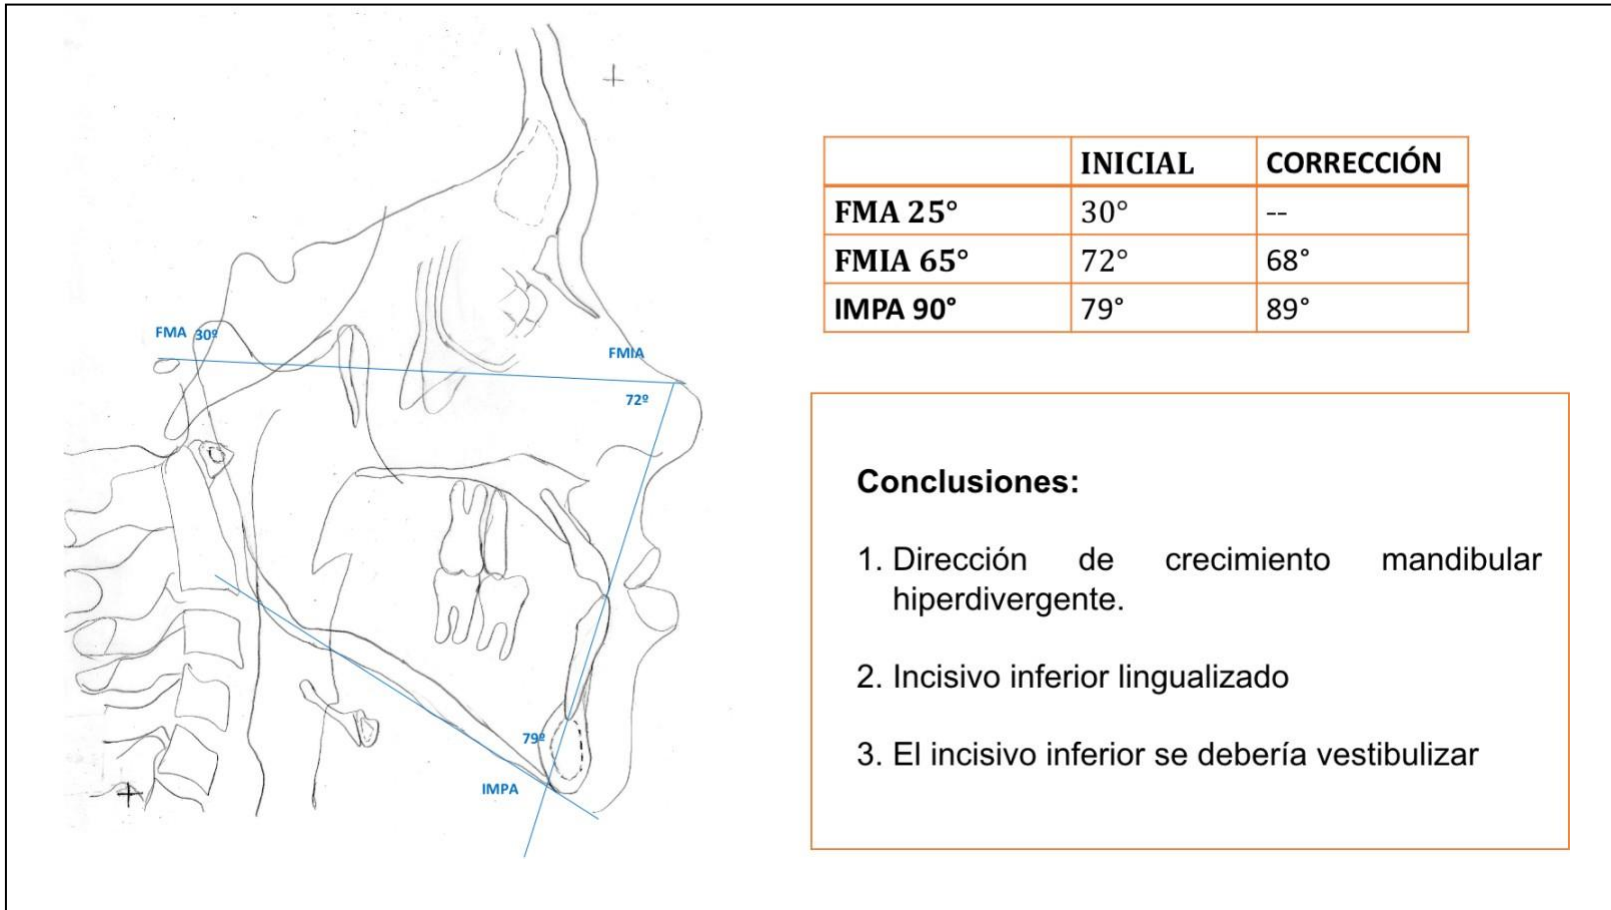 FMA 30º
FMIA
72º
79º
IMPA
INICIAL CORRECCIÓN
FMA 25° 30° --
FMIA 65° 72° 68°
IMPA 90° 79° 89°
Conclusiones:
1. Dirección de crecimiento mandibular
hiperdivergente.
2. Incisivo inferior lingualizado
3. El incisivo inferior se debería vestibulizar